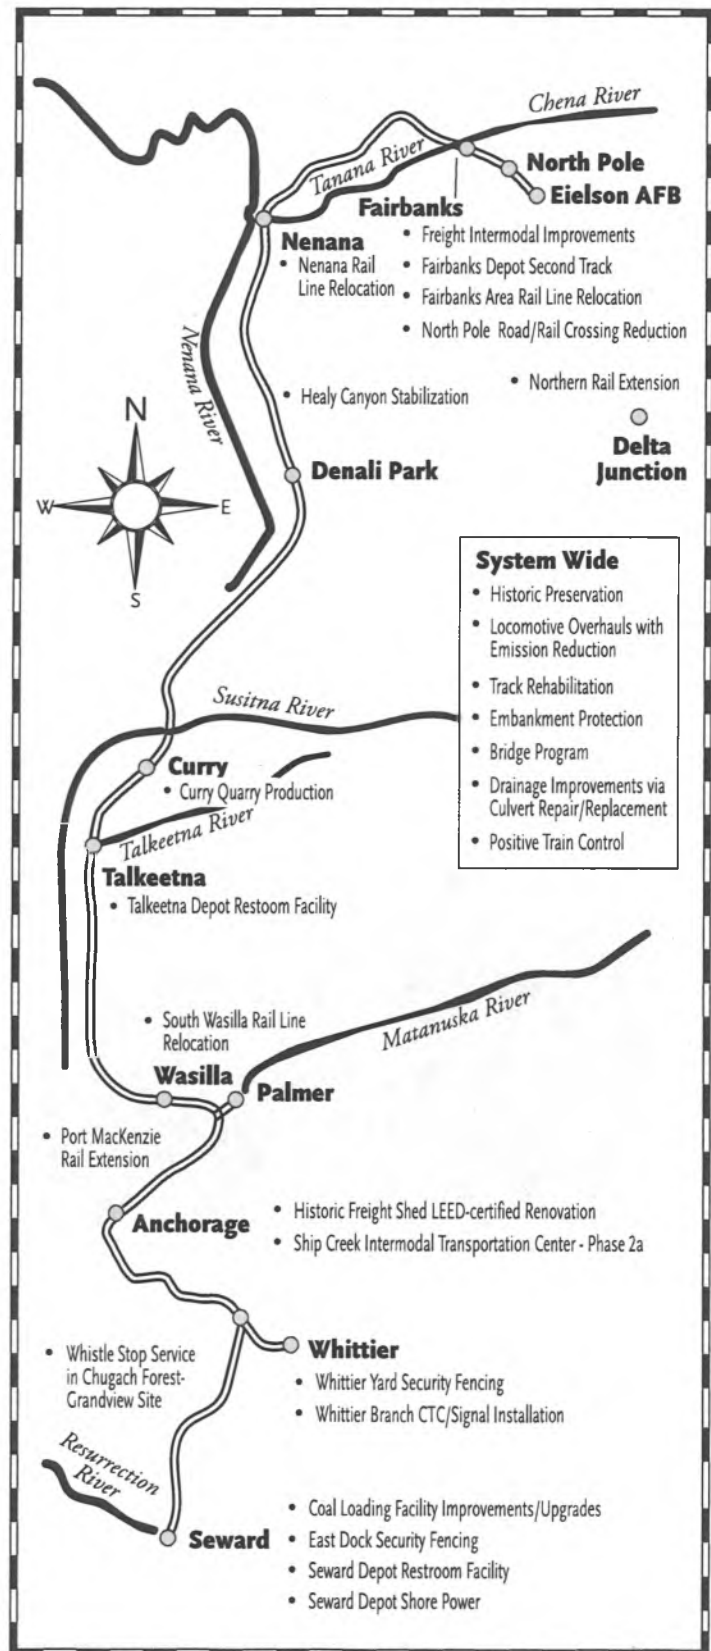 Chena River
Tanana River
North Pole
Eielson AFB
Fairbanks
• Freight Intermodal Improvements
• Fairbanks Depot Second Track
• Fairbanks Area Rail Line Relocation
• North Pole Road/Rail Crossing Reduction
Nenana
• Nenana Rail
Line Relocation
Nenana River
• Healy Canyon Stabilization
• Northern Rail Extension
Delta
Junction
Denali Park
N
W
E
S
System Wide
• Historic Preservation
• Locomotive Overhauls with
Emission Reduction
• Track Rehabilitation
• Embankment Protection
• Bridge Program
• Drainage Improvements via
Culvert Repair/Replacement
• Positive Train Control
Susitna River
Curry
• Curry Quarry Production
Talkeetna River
Talkeetna
• Talkeetna Depot Restoom Facility
• South Wasilla Rail Line
Relocation
Matanuska River
Wasilla
Palmer
• Port MacKenzie
Rail Extension
Anchorage
• Historic Freight Shed LEED-certified Renovation
• Ship Creek Intermodal Transportation Center - Phase 2a
• Whistle Stop Service
in Chugach Forest-
Grandview Site
Whittier
• Whittier Yard Security Fencing
• Whittier Branch CTC/Signal Installation
Resurrection
River
Seward
• Coal Loading Facility Improvements/Upgrades
• East Dock Security Fencing
• Seward Depot Restroom Facility
• Seward Depot Shore Power